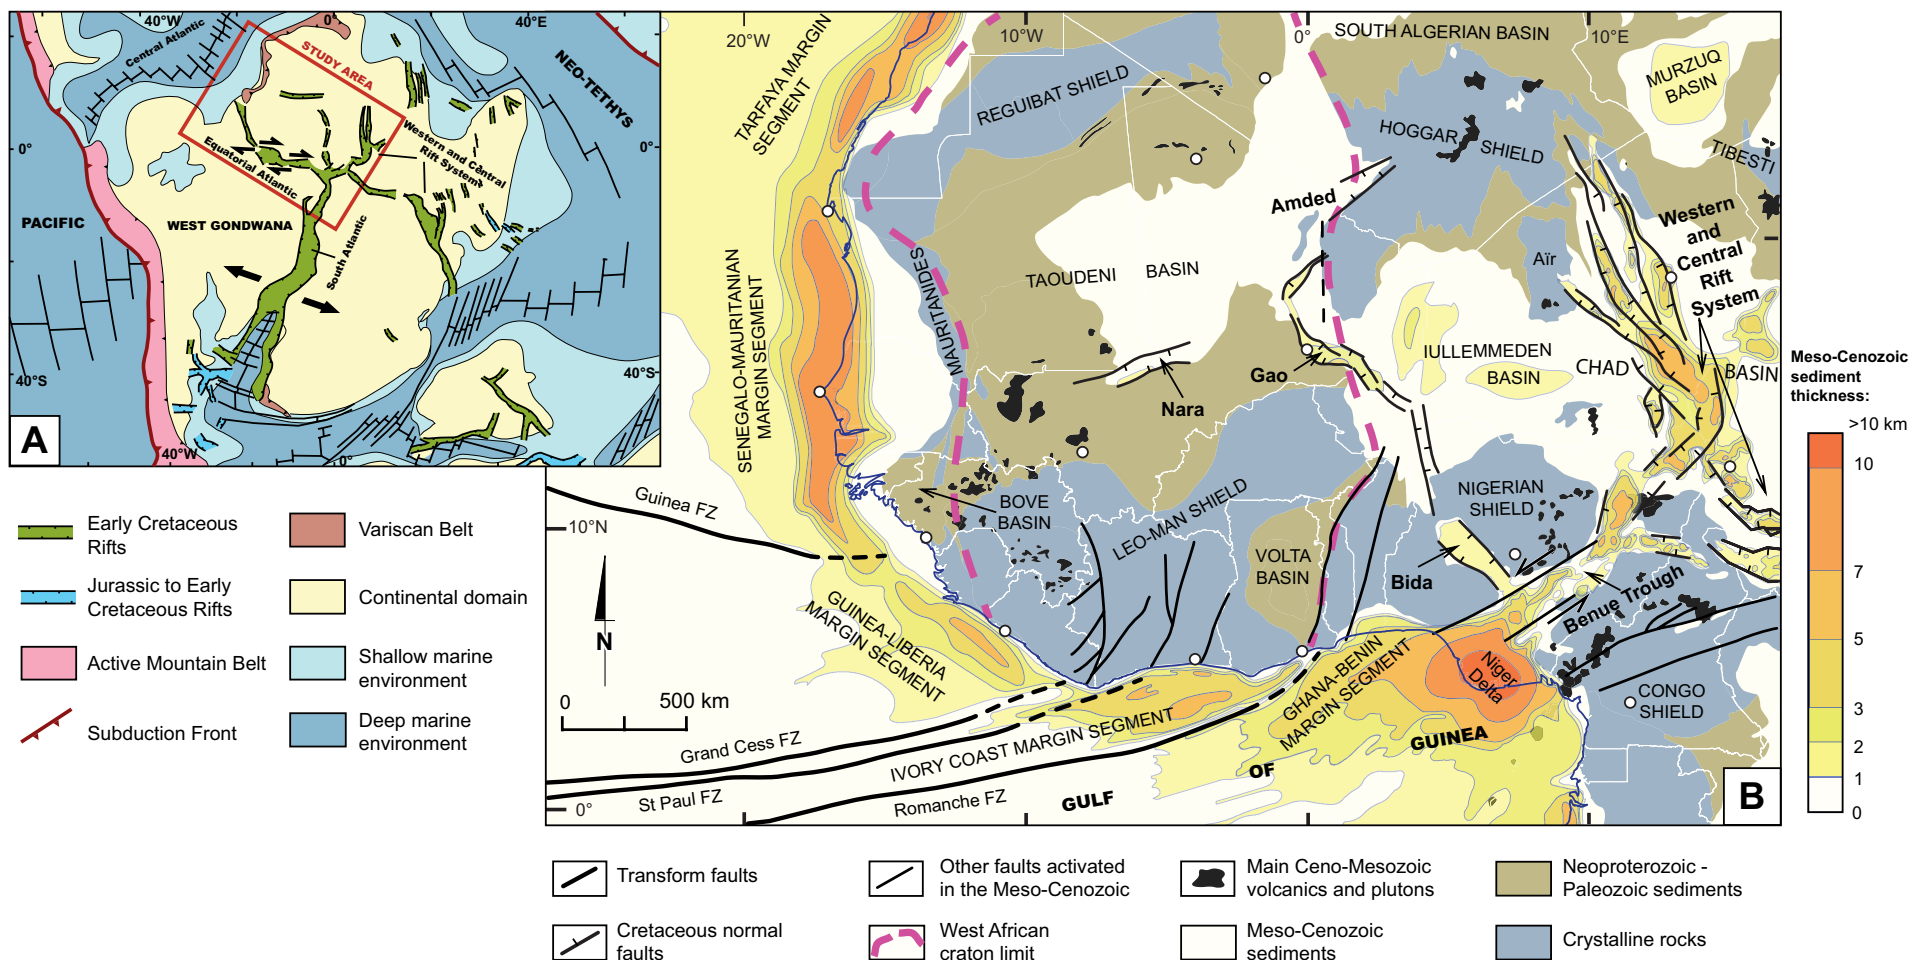 40°W
0°
40°E
Central Atlantic
STUDY AREA
NEO-TETHYS
0°
0°
Equatorial Atlantic
Western and Central
Rift System
PACIFIC
WEST GONDWANA
South Atlantic
40°S
40°S
40°W
0°
A
Early Cretaceous
Rifts
Jurassic to Early
Cretaceous Rifts
Active Mountain Belt
Subduction Front
Variscan Belt
Continental domain
Shallow marine
environment
Deep marine
environment
20°W
10°W
0°
10°E
SOUTH ALGERIAN BASIN
MURZUQ
BASIN
TARFAYA MARGIN
SEGMENT
REGUIBAT SHIELD
HOGGAR
SHIELD
TIBESTI
Amded
Western
and
Central
Rift
System
SENEGALO-MAURITANIAN
MARGIN SEGMENT
MAURITANIDES
TAOUDENI
BASIN
Aïr
IULLEMMEDEN
BASIN
CHAD
BASIN
Gao
Nara
Guinea FZ
10°N
BOVE
BASIN
LEO-MAN SHIELD
VOLTA
BASIN
NIGERIAN
SHIELD
Bida
Benue Trough
GUINEA-LIBERIA
MARGIN SEGMENT
N
0
500 km
Grand Cess FZ
St Paul FZ
Romanche FZ
IVORY COAST MARGIN SEGMENT
GHANA-BENIN
MARGIN SEGMENT
Niger
Delta
CONGO
SHIELD
GULF
OF
GUINEA
0°
B
Meso-Cenozoic
sediment
thickness:
>10 km
10
7
5
3
2
1
0
Transform faults
Cretaceous normal
faults
Other faults activated
in the Meso-Cenozoic
West African
craton limit
Main Ceno-Mesozoic
volcanics and plutons
Meso-Cenozoic
sediments
Neoproterozoic -
Paleozoic sediments
Crystalline rocks